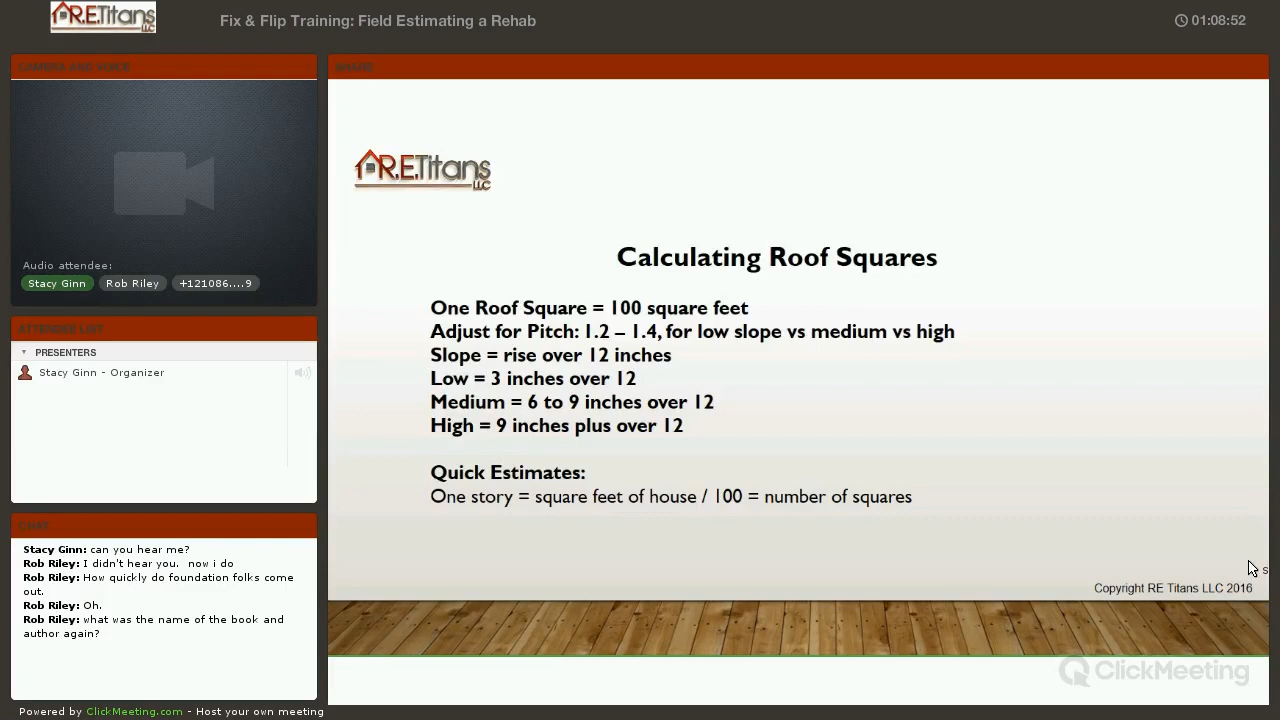 R.E.Titans
LLC
Fix & Flip Training: Field Estimating a Rehab
01:08:52
CAMERA AND VOICE
SHARE
Audio attendee:
Stacy Ginn Rob Riley +121086....9
ATTENDEE LIST
PRESENTERS
Stacy Ginn - Organizer
CHAT
Stacy Ginn: can you hear me?
Rob Riley: I didn't hear you. now i do
Rob Riley: How quickly do foundation folks come
out.
Rob Riley: Oh.
Rob Riley: what was the name of the book and
author again?
Powered by ClickMeeting.com - Host your own meeting
R.E.Titans
LLC
Calculating Roof Squares
One Roof Square = 100 square feet
Adjust for Pitch: 1.2 – 1.4, for low slope vs medium vs high
Slope = rise over 12 inches
Low = 3 inches over 12
Medium = 6 to 9 inches over 12
High = 9 inches plus over 12
Quick Estimates:
One story = square feet of house / 100 = number of squares
s
Copyright RE Titans LLC 2016
ClickMeeting